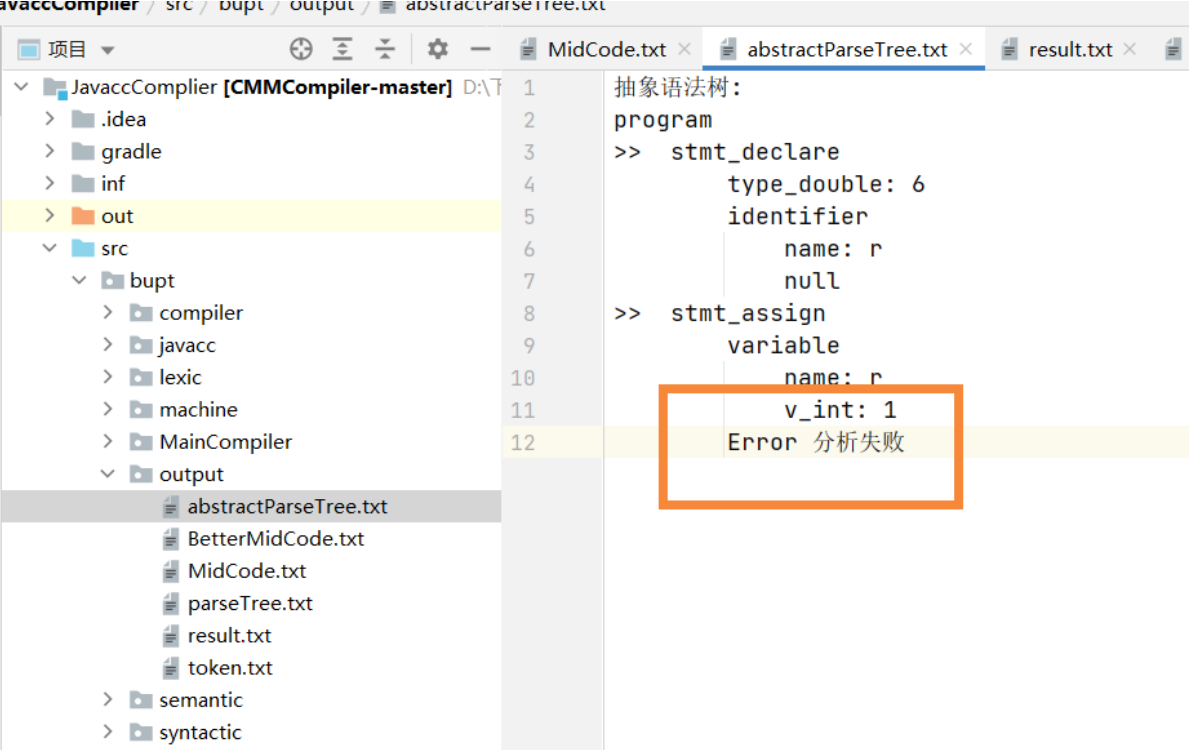 JavaccComplier / src / bupt / output / abstractParseTree.txt
项目
MidCode.txt
abstractParseTree.txt
result.txt
JavaccComplier [CMMCompiler-master] D:\
.idea
gradle
inf
out
src
bupt
compiler
javacc
lexic
machine
MainCompiler
output
abstractParseTree.txt
BetterMidCode.txt
MidCode.txt
parseTree.txt
result.txt
token.txt
semantic
syntactic
1 抽象语法树:
2 program
3 >> stmt_declare
4 type_double: 6
5 identifier
6 name: r
7 null
8 >> stmt_assign
9 variable
10 name: r
11 v_int: 1
12 Error 分析失败